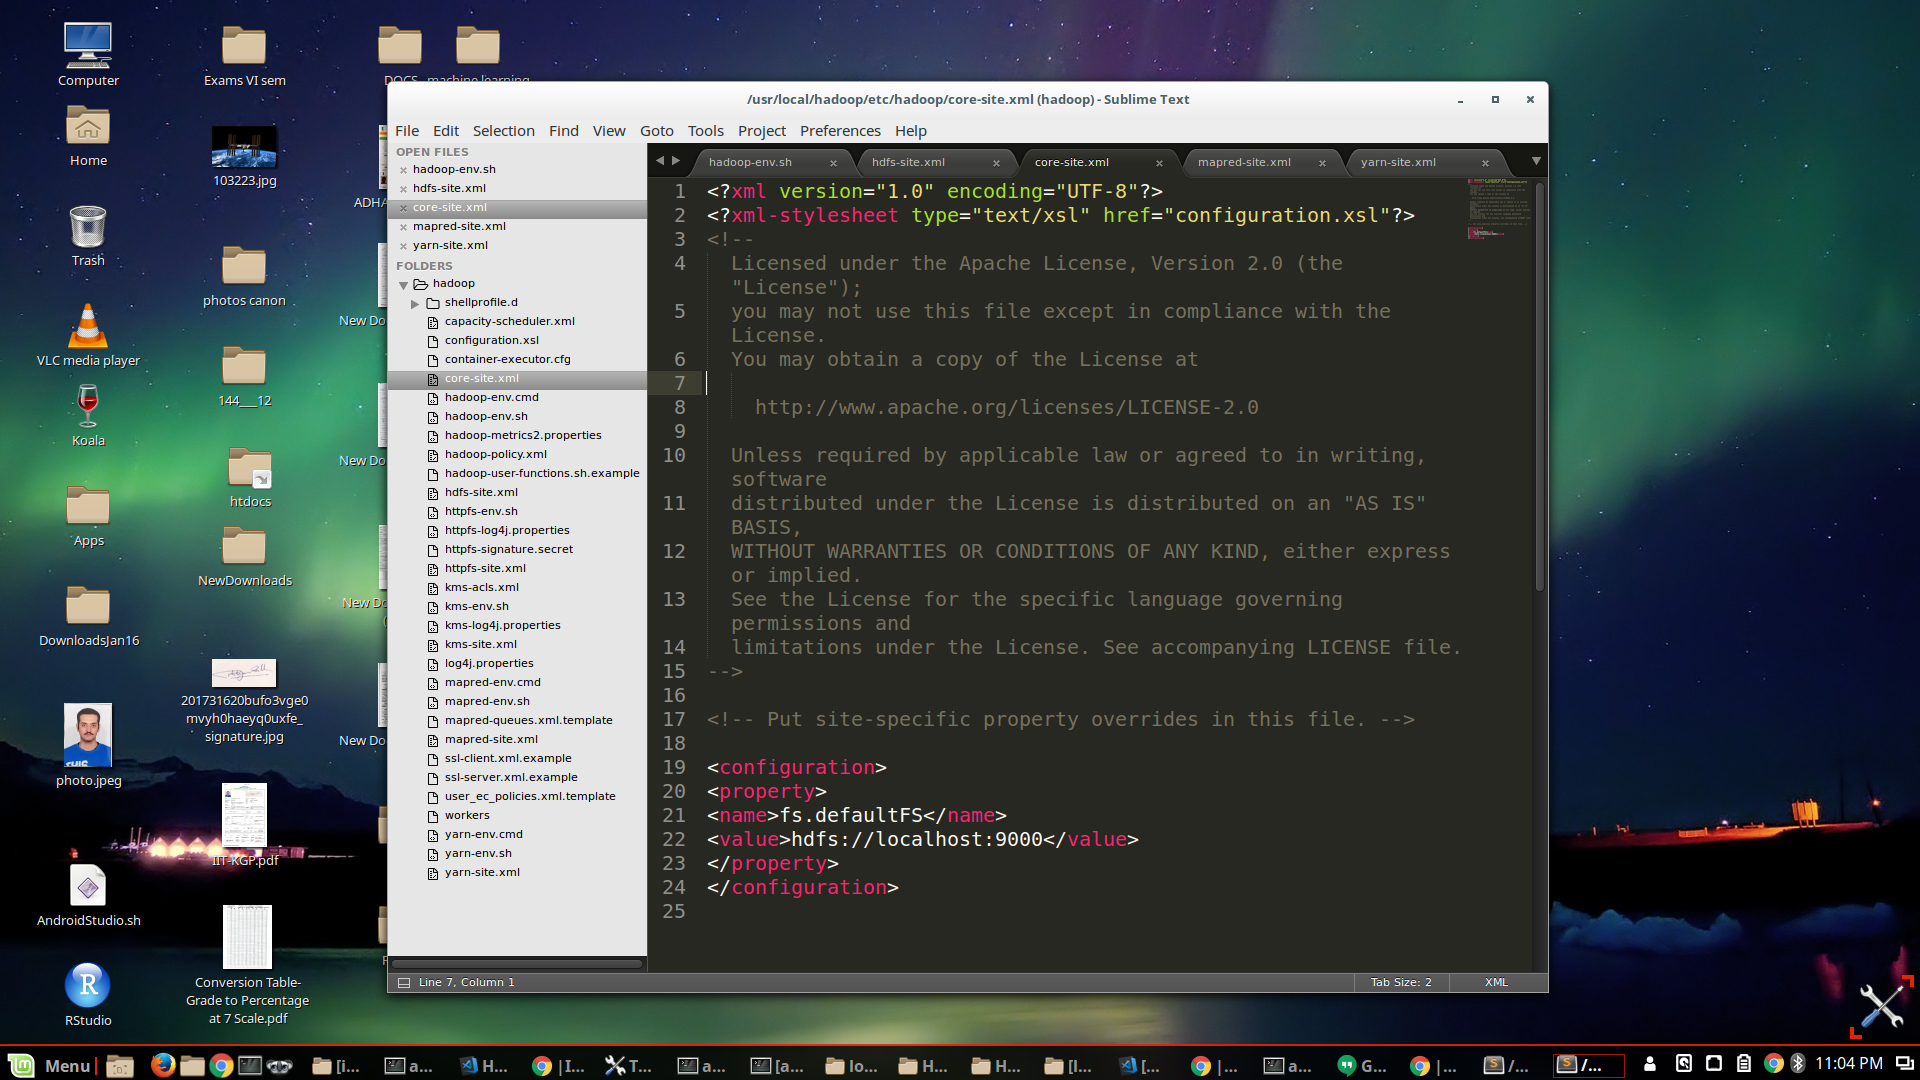 Computer
Home
Trash
VLC media player
Koala
Apps
DownloadsJan16
photo.jpeg
AndroidStudio.sh
RStudio
Exams VI sem
103223.jpg
photos canon
144___12
htdocs
NewDownloads
201731620bufo3vge0
mvyh0haeyq0uxfe_
signature.jpg
IIT-KGP.pdf
Conversion Table-
Grade to Percentage
at 7 Scale.pdf
DOCS
machine learning
ADHA
New Do
New Do
New Do
New Do
/usr/local/hadoop/etc/hadoop/core-site.xml (hadoop) - Sublime Text
File Edit Selection Find View Goto Tools Project Preferences Help
OPEN FILES
hadoop-env.sh
hdfs-site.xml
core-site.xml
mapred-site.xml
yarn-site.xml
FOLDERS
hadoop
shellprofile.d
capacity-scheduler.xml
configuration.xsl
container-executor.cfg
core-site.xml
hadoop-env.cmd
hadoop-env.sh
hadoop-metrics2.properties
hadoop-policy.xml
hadoop-user-functions.sh.example
hdfs-site.xml
httpfs-env.sh
httpfs-log4j.properties
httpfs-signature.secret
httpfs-site.xml
kms-acls.xml
kms-env.sh
kms-log4j.properties
kms-site.xml
log4j.properties
mapred-env.cmd
mapred-env.sh
mapred-queues.xml.template
mapred-site.xml
ssl-client.xml.example
ssl-server.xml.example
user_ec_policies.xml.template
workers
yarn-env.cmd
yarn-env.sh
yarn-site.xml
hadoop-env.sh hdfs-site.xml core-site.xml mapred-site.xml yarn-site.xml
1 <?xml version="1.0" encoding="UTF-8"?>
2 <?xml-stylesheet type="text/xsl" href="configuration.xsl"?>
3 <!--
4 Licensed under the Apache License, Version 2.0 (the
"License");
5 you may not use this file except in compliance with the
License.
6 You may obtain a copy of the License at
7
8 http://www.apache.org/licenses/LICENSE-2.0
9
10 Unless required by applicable law or agreed to in writing,
software
11 distributed under the License is distributed on an "AS IS"
BASIS,
12 WITHOUT WARRANTIES OR CONDITIONS OF ANY KIND, either express
or implied.
13 See the License for the specific language governing
permissions and
14 limitations under the License. See accompanying LICENSE file.
15 -->
16
17 <!-- Put site-specific property overrides in this file. -->
18
19 <configuration>
20 <property>
21 <name>fs.defaultFS</name>
22 <value>hdfs://localhost:9000</value>
23 </property>
24 </configuration>
25
Line 7, Column 1
Tab Size: 2
XML
Menu
[i...
a...
H...
|I...
T...
a...
[a...
lo...
H...
H...
[l...
[...
|...
a...
G...
|...
/...
/...
11:04 PM